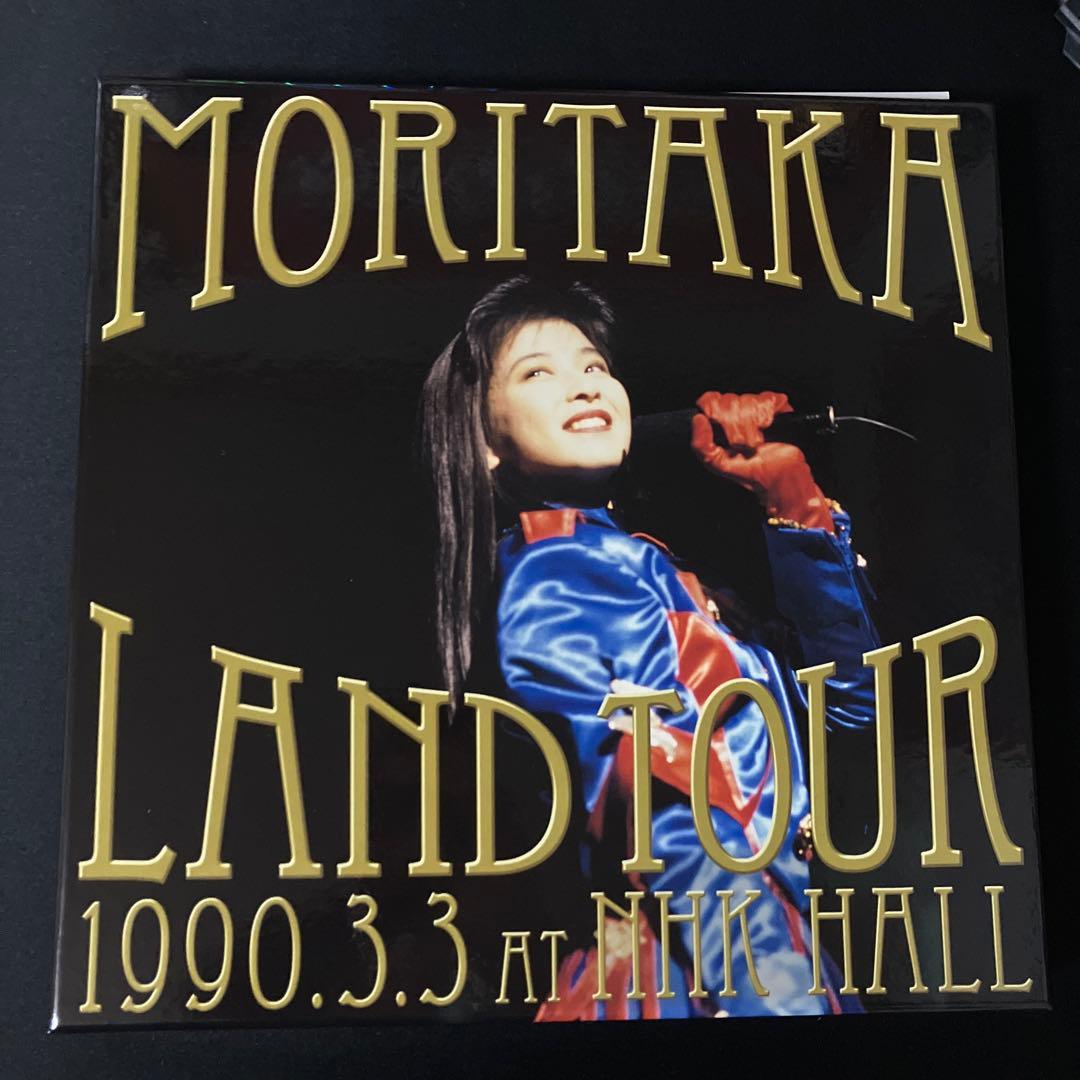 MORITAKA
LAND TOUR
1990.3.3 AT NHK HALL